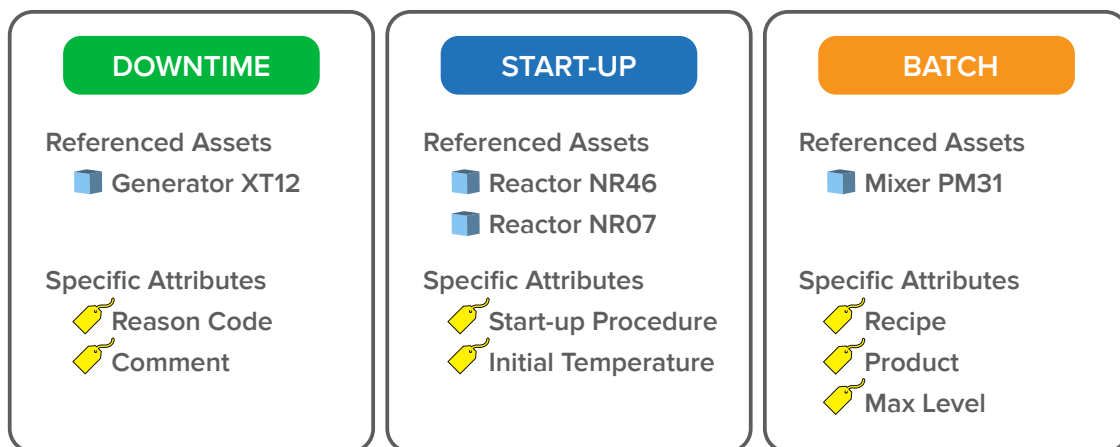 DOWNTIME
Referenced Assets
Generator XT12
Specific Attributes
Reason Code
Comment
START-UP
Referenced Assets
Reactor NR46
Reactor NR07
Specific Attributes
Start-up Procedure
Initial Temperature
BATCH
Referenced Assets
Mixer PM31
Specific Attributes
Recipe
Product
Max Level